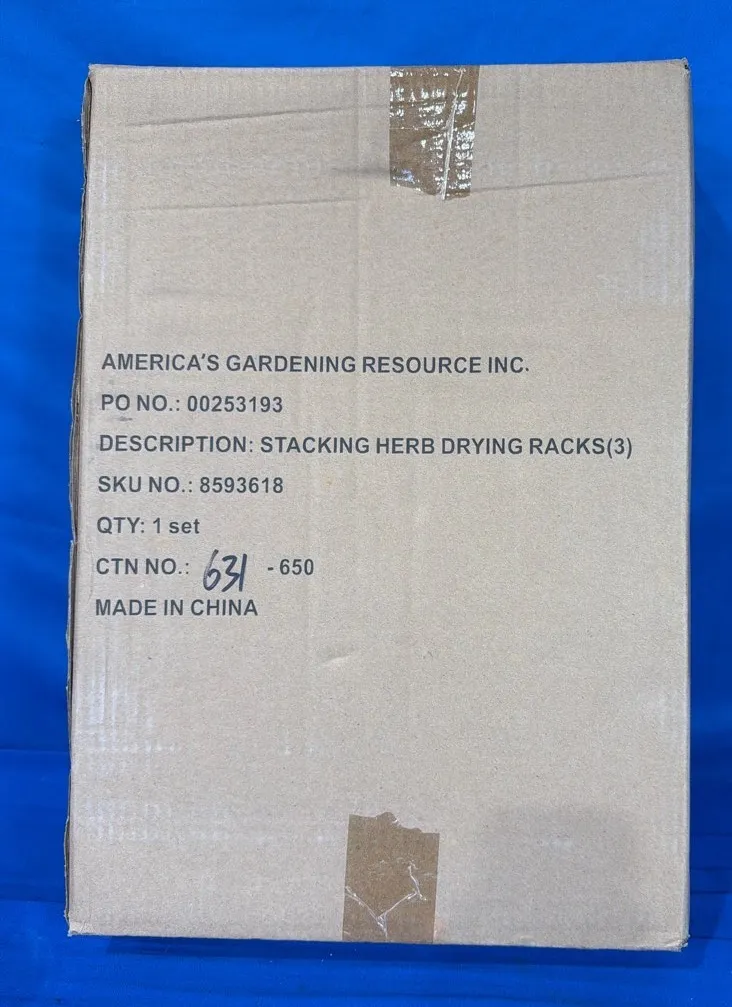 AMERICA'S GARDENING RESOURCE INC.
PO NO.: 00253193
DESCRIPTION: STACKING HERB DRYING RACKS(3)
SKU NO.: 8593618
QTY: 1 set
CTN NO.: 631 - 650
MADE IN CHINA